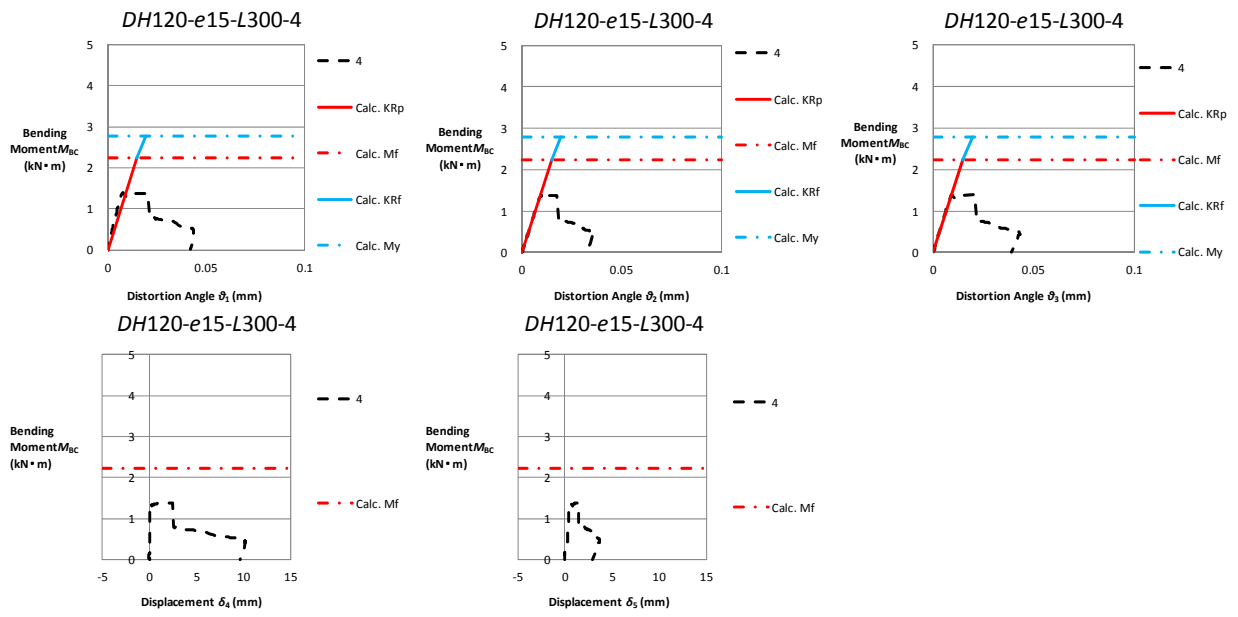 DH120-e15-L300-4
5
4
3
2
1
0
0
0.05
0.1
Bending
MomentMBC
(kN•m)
Distortion Angle ϑ1 (mm)
4
Calc. KRp
Calc. Mf
Calc. KRf
Calc. My
DH120-e15-L300-4
5
4
3
2
1
0
0
0.05
0.1
Bending
MomentMBC
(kN•m)
Distortion Angle ϑ2 (mm)
4
Calc. KRp
Calc. Mf
Calc. KRf
Calc. My
DH120-e15-L300-4
5
4
3
2
1
0
0
0.05
0.1
Bending
MomentMBC
(kN•m)
Distortion Angle ϑ3 (mm)
4
Calc. KRp
Calc. Mf
Calc. KRf
Calc. My
DH120-e15-L300-4
5
4
3
2
1
0
-5
0
5
10
15
Bending
MomentMBC
(kN•m)
Displacement δ4 (mm)
4
Calc. Mf
DH120-e15-L300-4
5
4
3
2
1
0
-5
0
5
10
15
Bending
MomentMBC
(kN•m)
Displacement δ5 (mm)
4
Calc. Mf